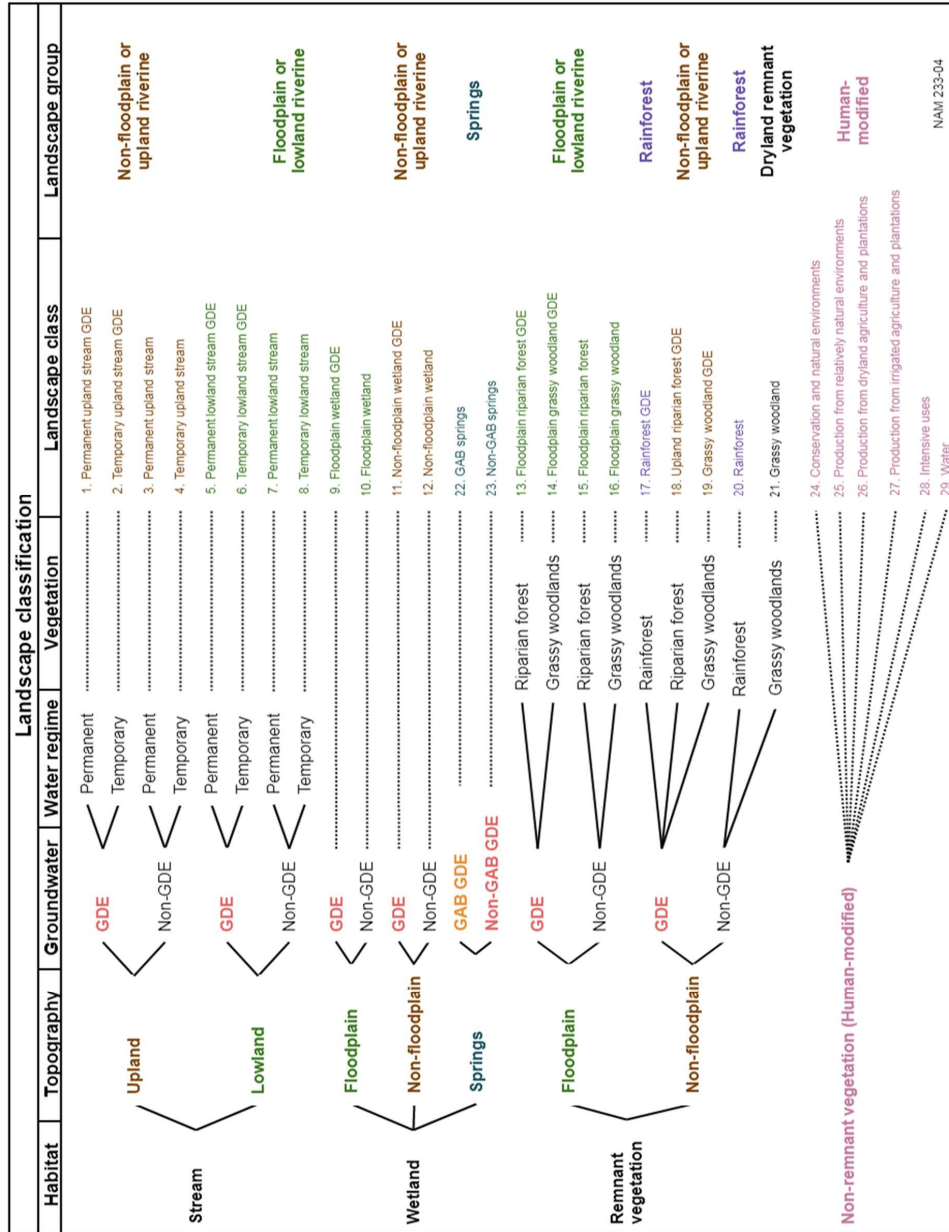 Landscape classification
Habitat
Topography
Groundwater
Water regime
Vegetation
Landscape class
Landscape group
Stream
Upland
GDE
Permanent
1. Permanent upland stream GDE
Temporary
2. Temporary upland stream GDE
Non-GDE
Permanent
3. Permanent upland stream
Temporary
4. Temporary upland stream
Non-floodplain or
upland riverine
Lowland
GDE
Permanent
5. Permanent lowland stream GDE
Temporary
6. Temporary lowland stream GDE
Non-GDE
Permanent
7. Permanent lowland stream
Temporary
8. Temporary lowland stream
Floodplain or
lowland riverine
Wetland
Floodplain
GDE
9. Floodplain wetland GDE
Non-GDE
10. Floodplain wetland
Non-floodplain
GDE
11. Non-floodplain wetland GDE
Non-GDE
12. Non-floodplain wetland
Non-floodplain or
upland riverine
Springs
GAB GDE
22. GAB springs
Non-GAB GDE
23. Non-GAB springs
Springs
Remnant
vegetation
Floodplain
GDE
Riparian forest
13. Floodplain riparian forest GDE
Grassy woodlands
14. Floodplain grassy woodland GDE
Non-GDE
Riparian forest
15. Floodplain riparian forest
Grassy woodlands
16. Floodplain grassy woodland
Floodplain or
lowland riverine
Non-floodplain
GDE
Rainforest
17. Rainforest GDE
Rainforest
Riparian forest
18. Upland riparian forest GDE
Grassy woodlands
19. Grassy woodland GDE
Non-floodplain or
upland riverine
Non-GDE
Rainforest
20. Rainforest
Rainforest
Grassy woodlands
21. Grassy woodland
Dryland remnant
vegetation
Non-remnant vegetation (Human-modified)
24. Conservation and natural environments
25. Production from relatively natural environments
26. Production from dryland agriculture and plantations
27. Production from irrigated agriculture and plantations
28. Intensive uses
29. Water
Human-
modified
NAM 233-04